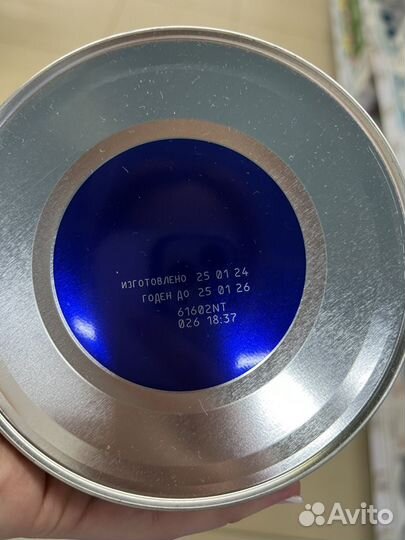 ИЗГОТОВЛЕНО 25 01 24
ГОДЕН ДО 25 01 26
61602NT
026 18:37
Avito